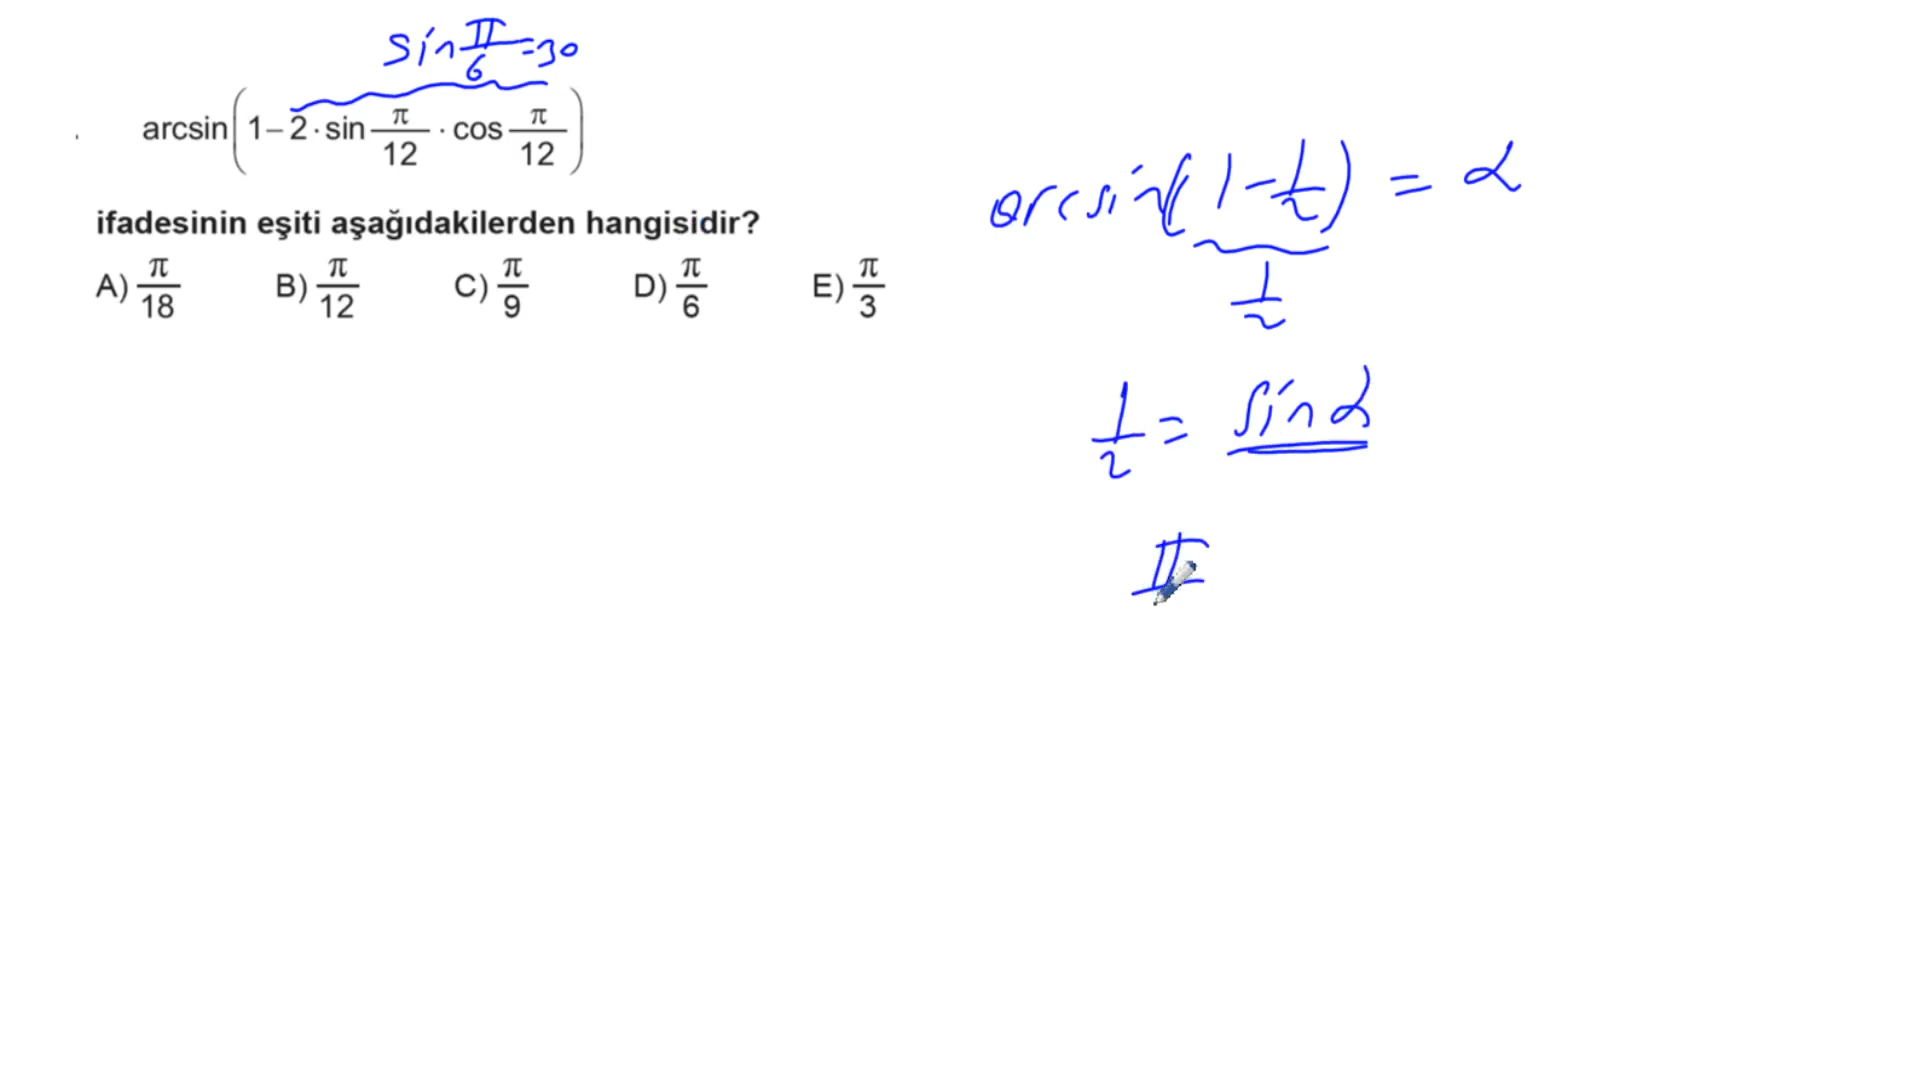 sin π/6 = 30
arcsin(1 – 2 · sin π/12 · cos π/12)
ifadesinin eşiti aşağıdakilerden hangisidir?
A) π/18 B) π/12 C) π/9 D) π/6 E) π/3
arcsin(1 - 1/2) = α
1/2
1/2 = sin α
π